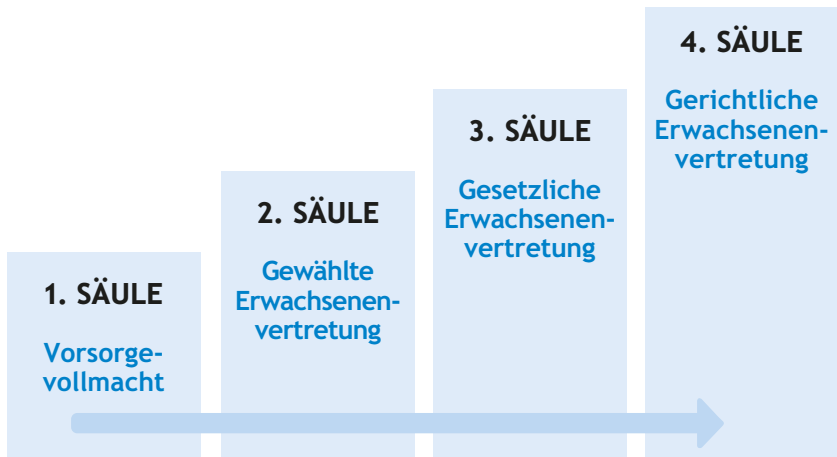 1. SÄULE
Vorsorge-
vollmacht
2. SÄULE
Gewählte
Erwachsenen-
vertretung
3. SÄULE
Gesetzliche
Erwachsenen-
vertretung
4. SÄULE
Gerichtliche
Erwachsenen-
vertretung